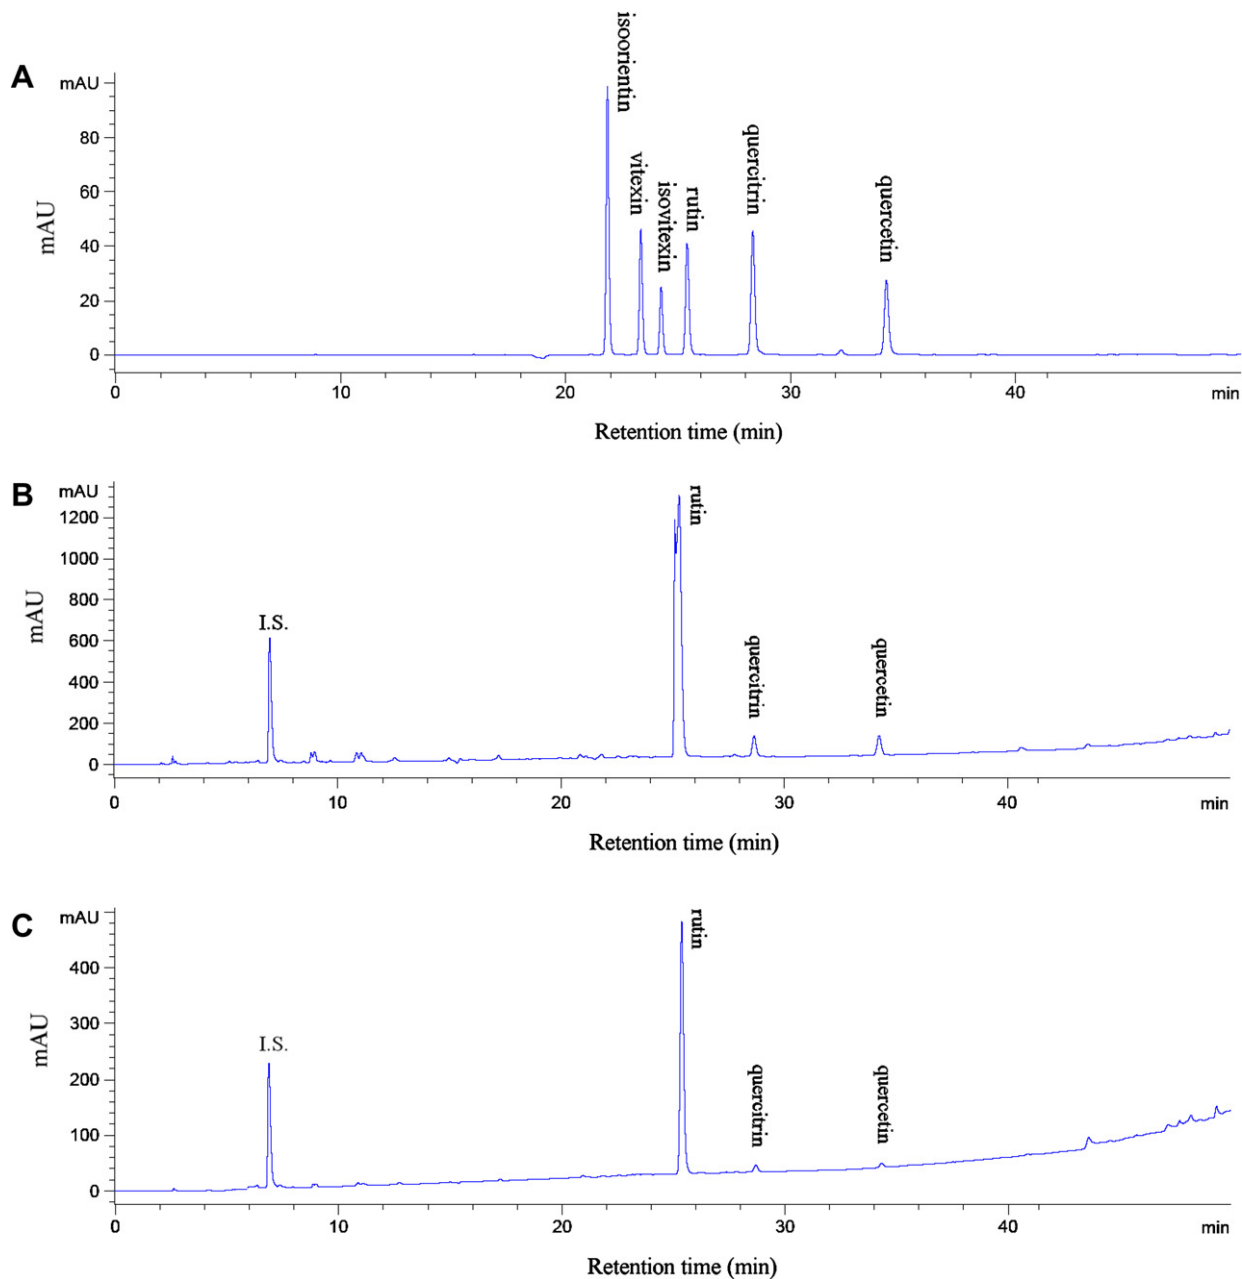 A
mAU
80
60
40
20
0
mAU
isoorientin
vitexin
isovitexin
rutin
quercitrin
quercetin
0
10
20
30
40
min
Retention time (min)
B
mAU
1200
1000
800
600
400
200
0
mAU
I.S.
rutin
quercitrin
quercetin
0
10
20
30
40
min
Retention time (min)
C
mAU
400
300
200
100
0
mAU
I.S.
rutin
quercitrin
quercetin
0
10
20
30
40
min
Retention time (min)